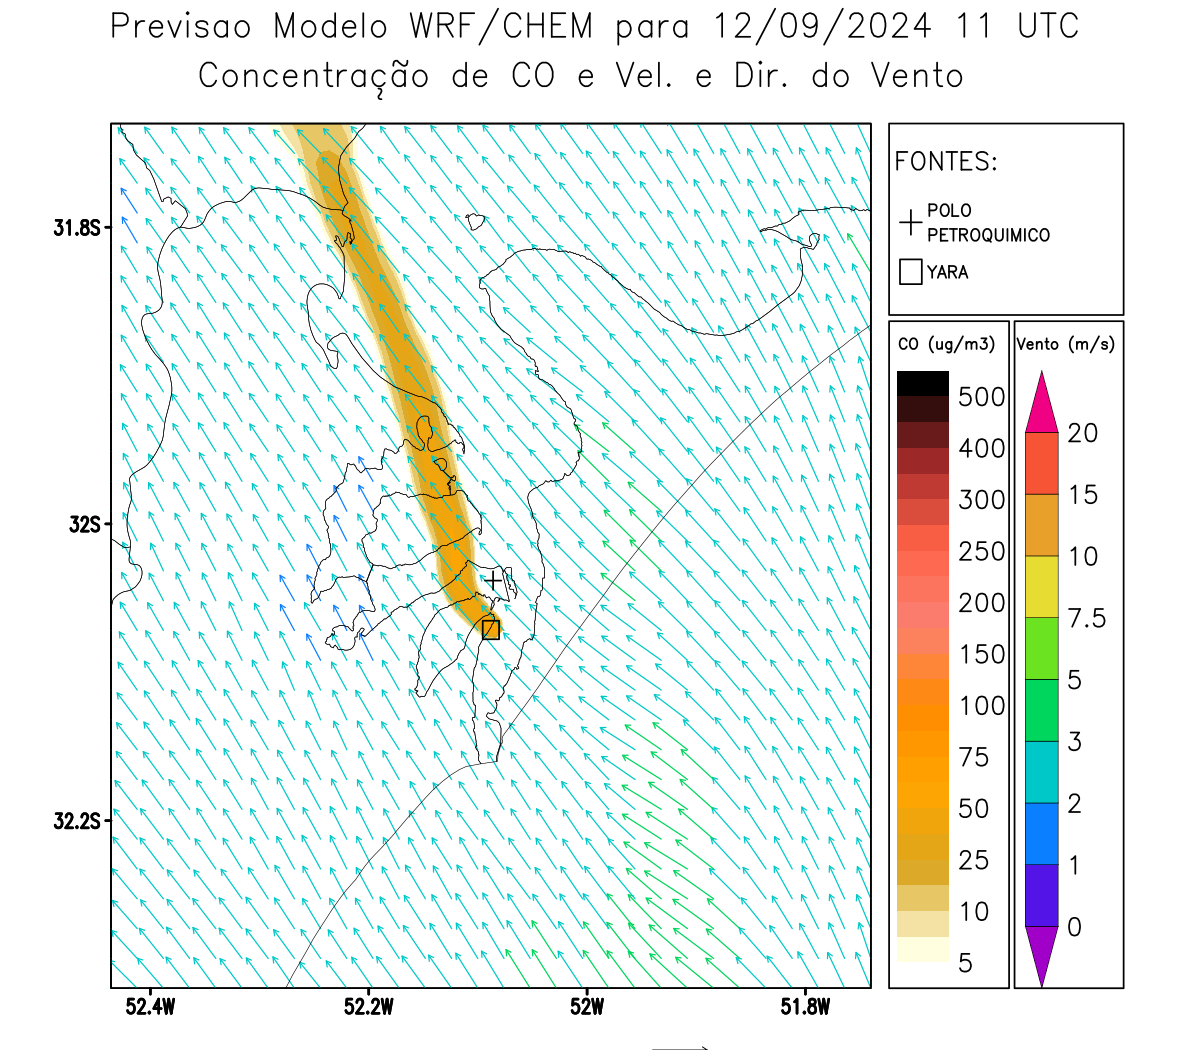 Previsao Modelo WRF/CHEM para 12/09/2024 11 UTC
Concentração de CO e Vel. e Dir. do Vento
FONTES:
POLO
PETROQUIMICO
YARA
CO (ug/m3)
500
400
300
250
200
150
100
75
50
25
10
5
Vento (m/s)
20
15
10
7.5
5
3
2
1
0
31.8S
32S
32.2S
52.4W
52.2W
52W
51.8W